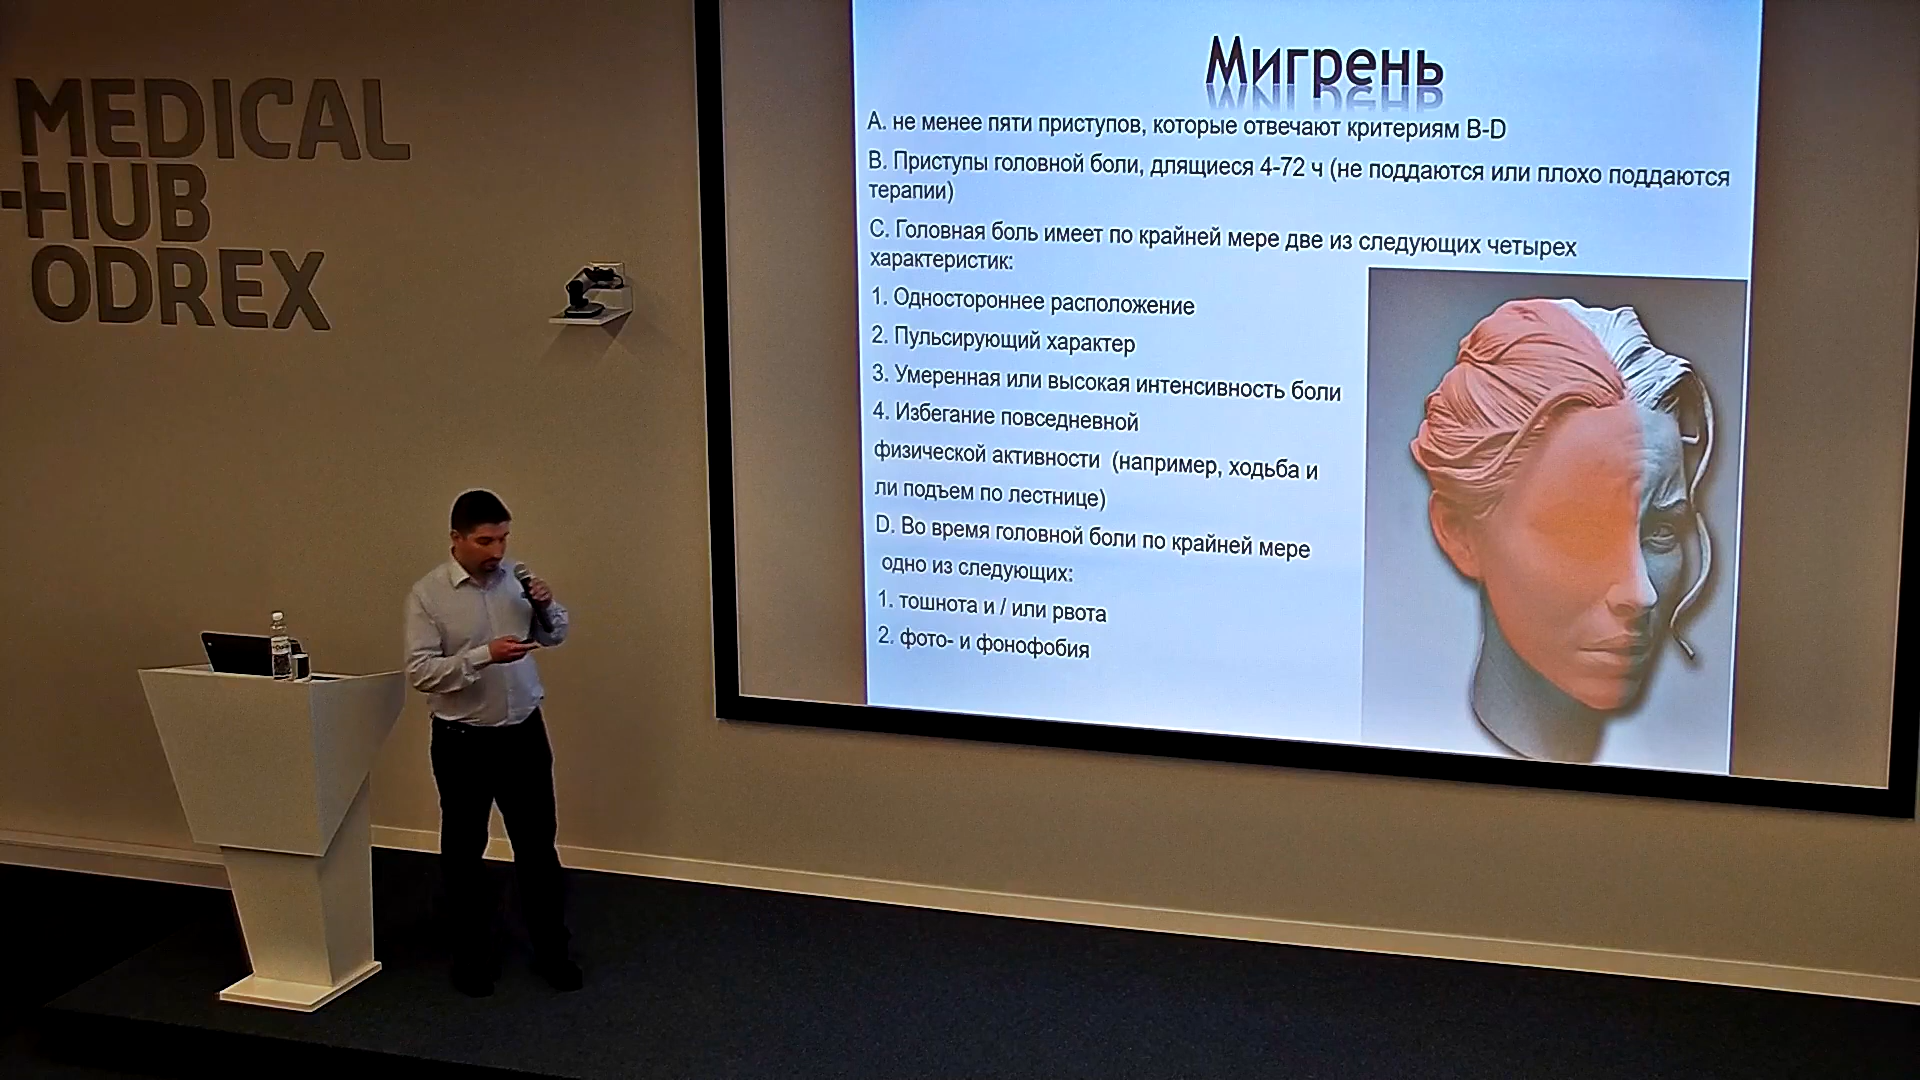 MEDICAL
HUB
ODREX
Мигрень
A. не менее пяти приступов, которые отвечают критериям B-D
B. Приступы головной боли, длящиеся 4-72 ч (не поддаются или плохо поддаются
терапии)
C. Головная боль имеет по крайней мере две из следующих четырех
характеристик:
1. Одностороннее расположение
2. Пульсирующий характер
3. Умеренная или высокая интенсивность боли
4. Избегание повседневной
физической активности (например, ходьба и
ли подъем по лестнице)
D. Во время головной боли по крайней мере
одно из следующих:
1. тошнота и / или рвота
2. фото- и фонофобия